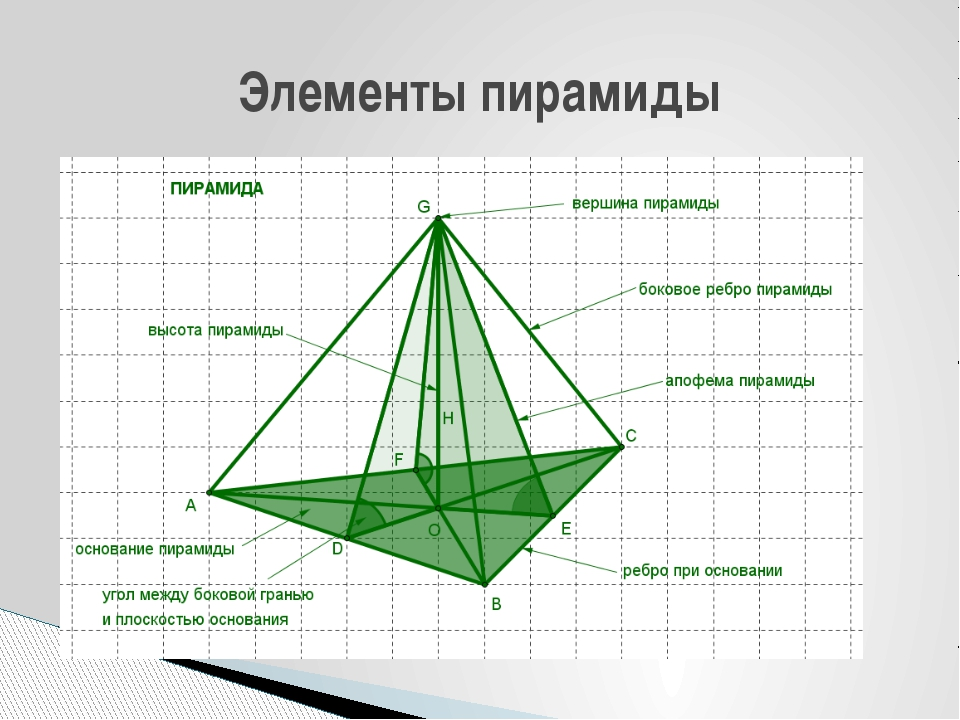 Элементы пирамиды
ПИРАМИДА
G
вершина пирамиды
боковое ребро пирамиды
высота пирамиды
апофема пирамиды
H
C
F
A
O
E
основание пирамиды
D
ребро при основании
угол между боковой гранью
и плоскостью основания
B